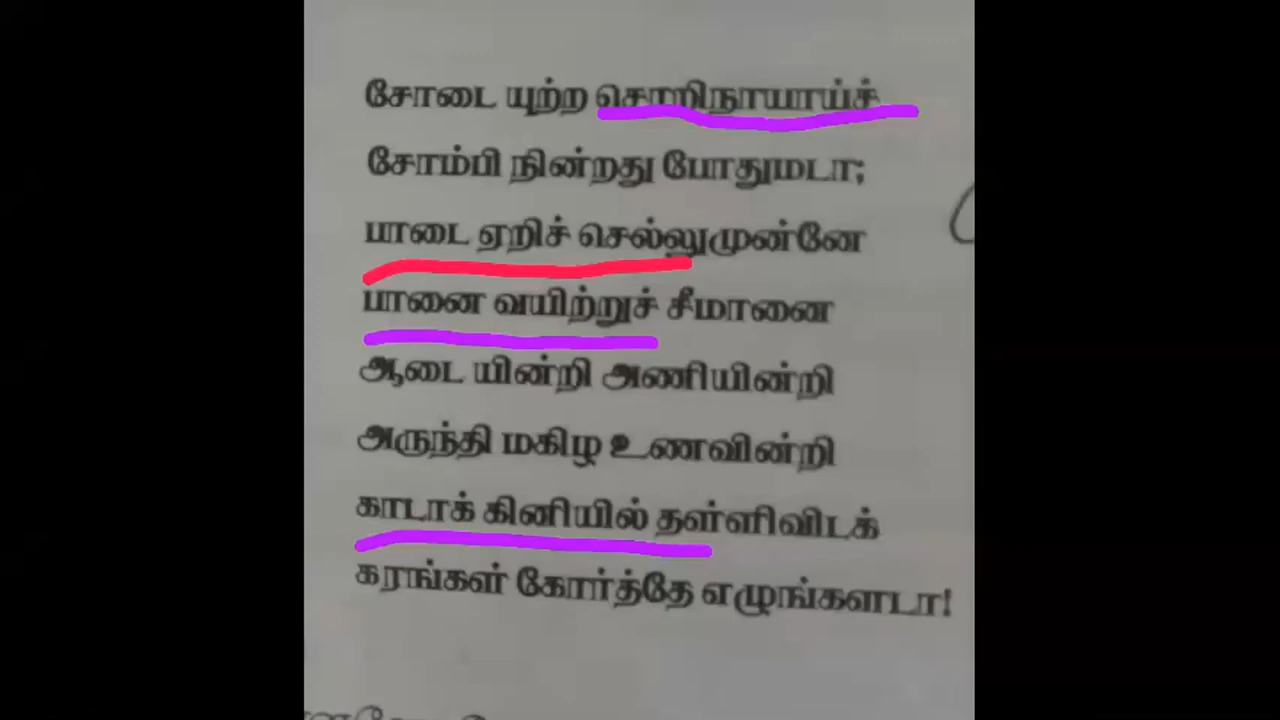 சோடை யுற்ற சொறிநாயாய்ச்
சோம்பி நின்றது போதுமடா;
பாடை ஏறிச் செல்லுமுன்னே
பானை வயிற்றுச் சீமானை
ஆடை யின்றி அணியின்றி
அருந்தி மகிழ உணவின்றி
காடாக் கினியில் தள்ளிவிடக்
கரங்கள் கோர்த்தே எழுங்களடா!